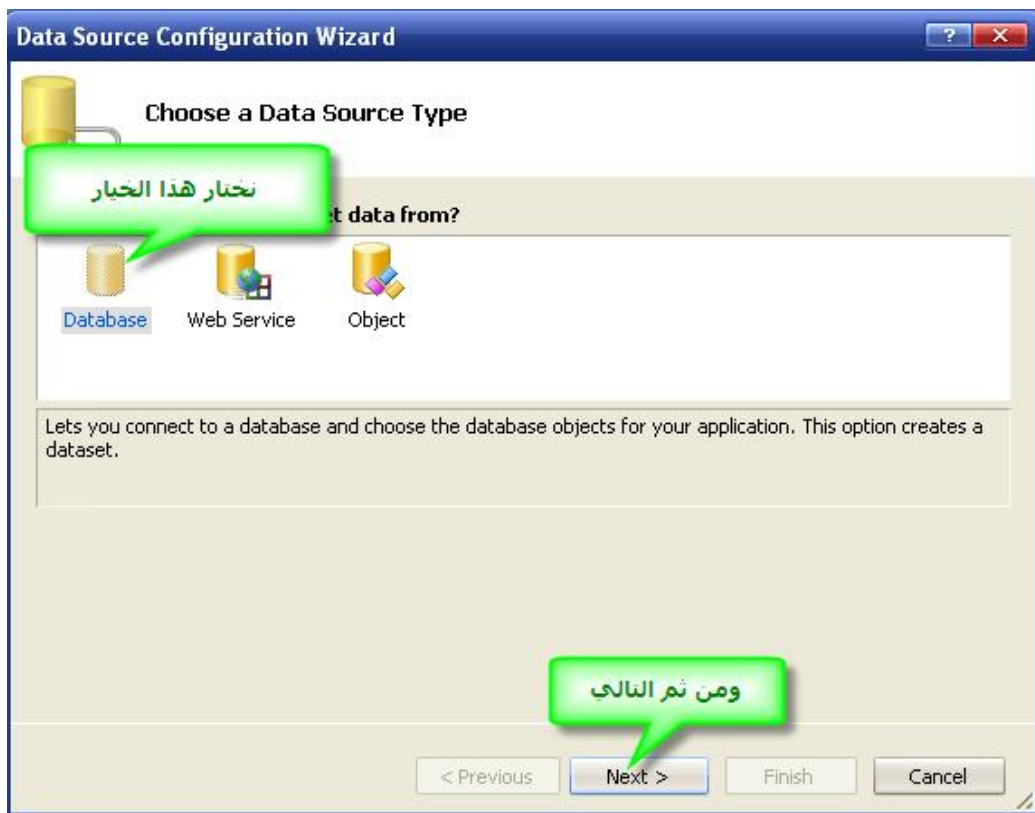 Data Source Configuration Wizard
Choose a Data Source Type
نختار هذا الخيار
data from?
Database
Web Service
Object
Lets you connect to a database and choose the database objects for your application. This option creates a
dataset.
ومن ثم التالي
< Previous
Next >
Finish
Cancel